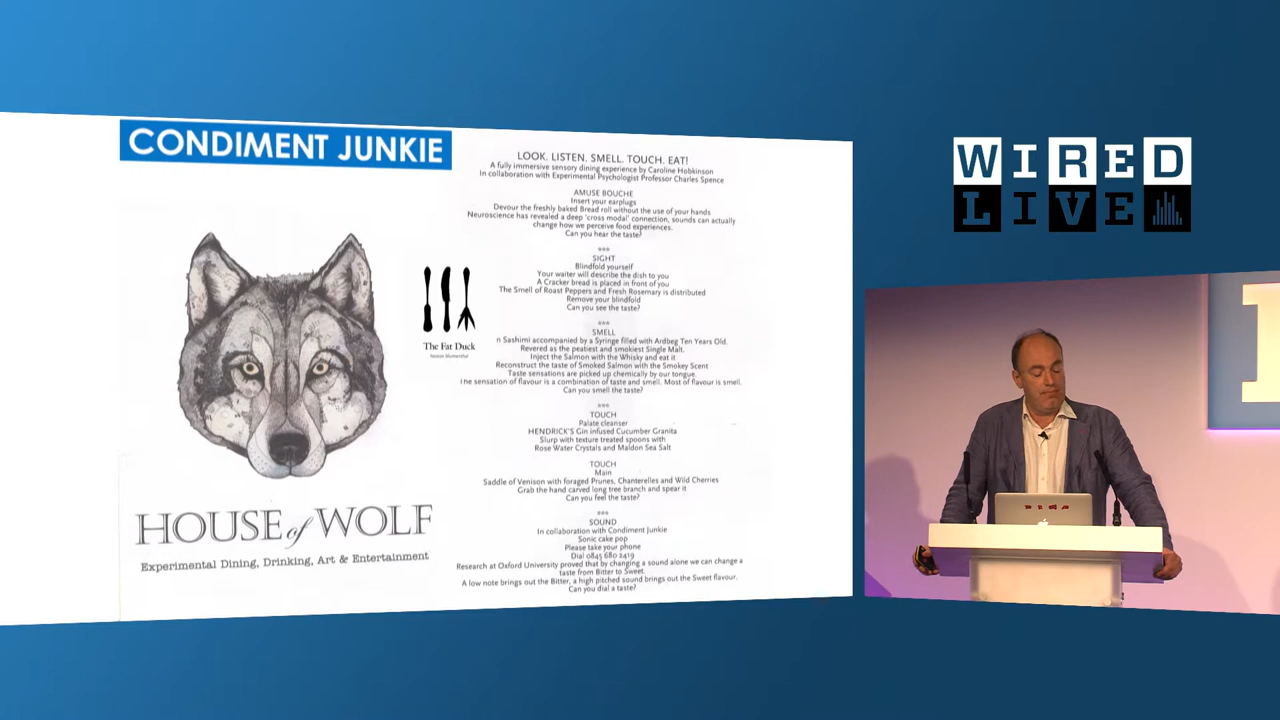 CONDIMENT JUNKIE
HOUSE of WOLF
Experimental Dining, Drinking, Art & Entertainment
The Fat Duck
LOOK. LISTEN. SMELL. TOUCH. EAT!
A fully immersive sensory dining experience by Caroline Hobkinson
In collaboration with Experimental Psychologist Professor Charles Spence
AMUSE BOUCHE
Insert your earplugs
Devour the freshly baked Bread roll without the use of your hands
Neuroscience has revealed a deep 'cross modal' connection, sounds can actually
change how we perceive food experiences.
Can you hear the taste?
***
SIGHT
Blindfold yourself
Your waiter will describe the dish to you
A Cracker bread is placed in front of you
The Smell of Roast Peppers and Fresh Rosemary is distributed
Remove your blindfold
Can you see the taste?
***
SMELL
n Sashimi accompanied by a Syringe filled with Ardbeg Ten Years Old.
Revered as the peatiest and smokiest Single Malt.
Inject the Salmon with the Whisky and eat it
Reconstruct the taste of Smoked Salmon with the Smokey Scent
Taste sensations are picked up chemically by our tongue.
The sensation of flavour is a combination of taste and smell. Most of flavour is smell.
Can you smell the taste?
***
TOUCH
Palate cleanser
HENDRICK'S Gin infused Cucumber Granita
Slurp with texture treated spoons with
Rose Water Crystals and Maldon Sea Salt
TOUCH
Main
Saddle of Venison with foraged Prunes, Chanterelles and Wild Cherries
Grab the hand carved long tree branch and spear it
Can you feel the taste?
***
SOUND
In collaboration with Condiment Junkie
Sonic cake pop
Please take your phone
Dial 0845 680 2419
Research at Oxford University proved that by changing a sound alone we can change a
taste from Bitter to Sweet.
A low note brings out the Bitter, a high pitched sound brings out the Sweet flavour.
Can you dial a taste?
WIRED
LIVE